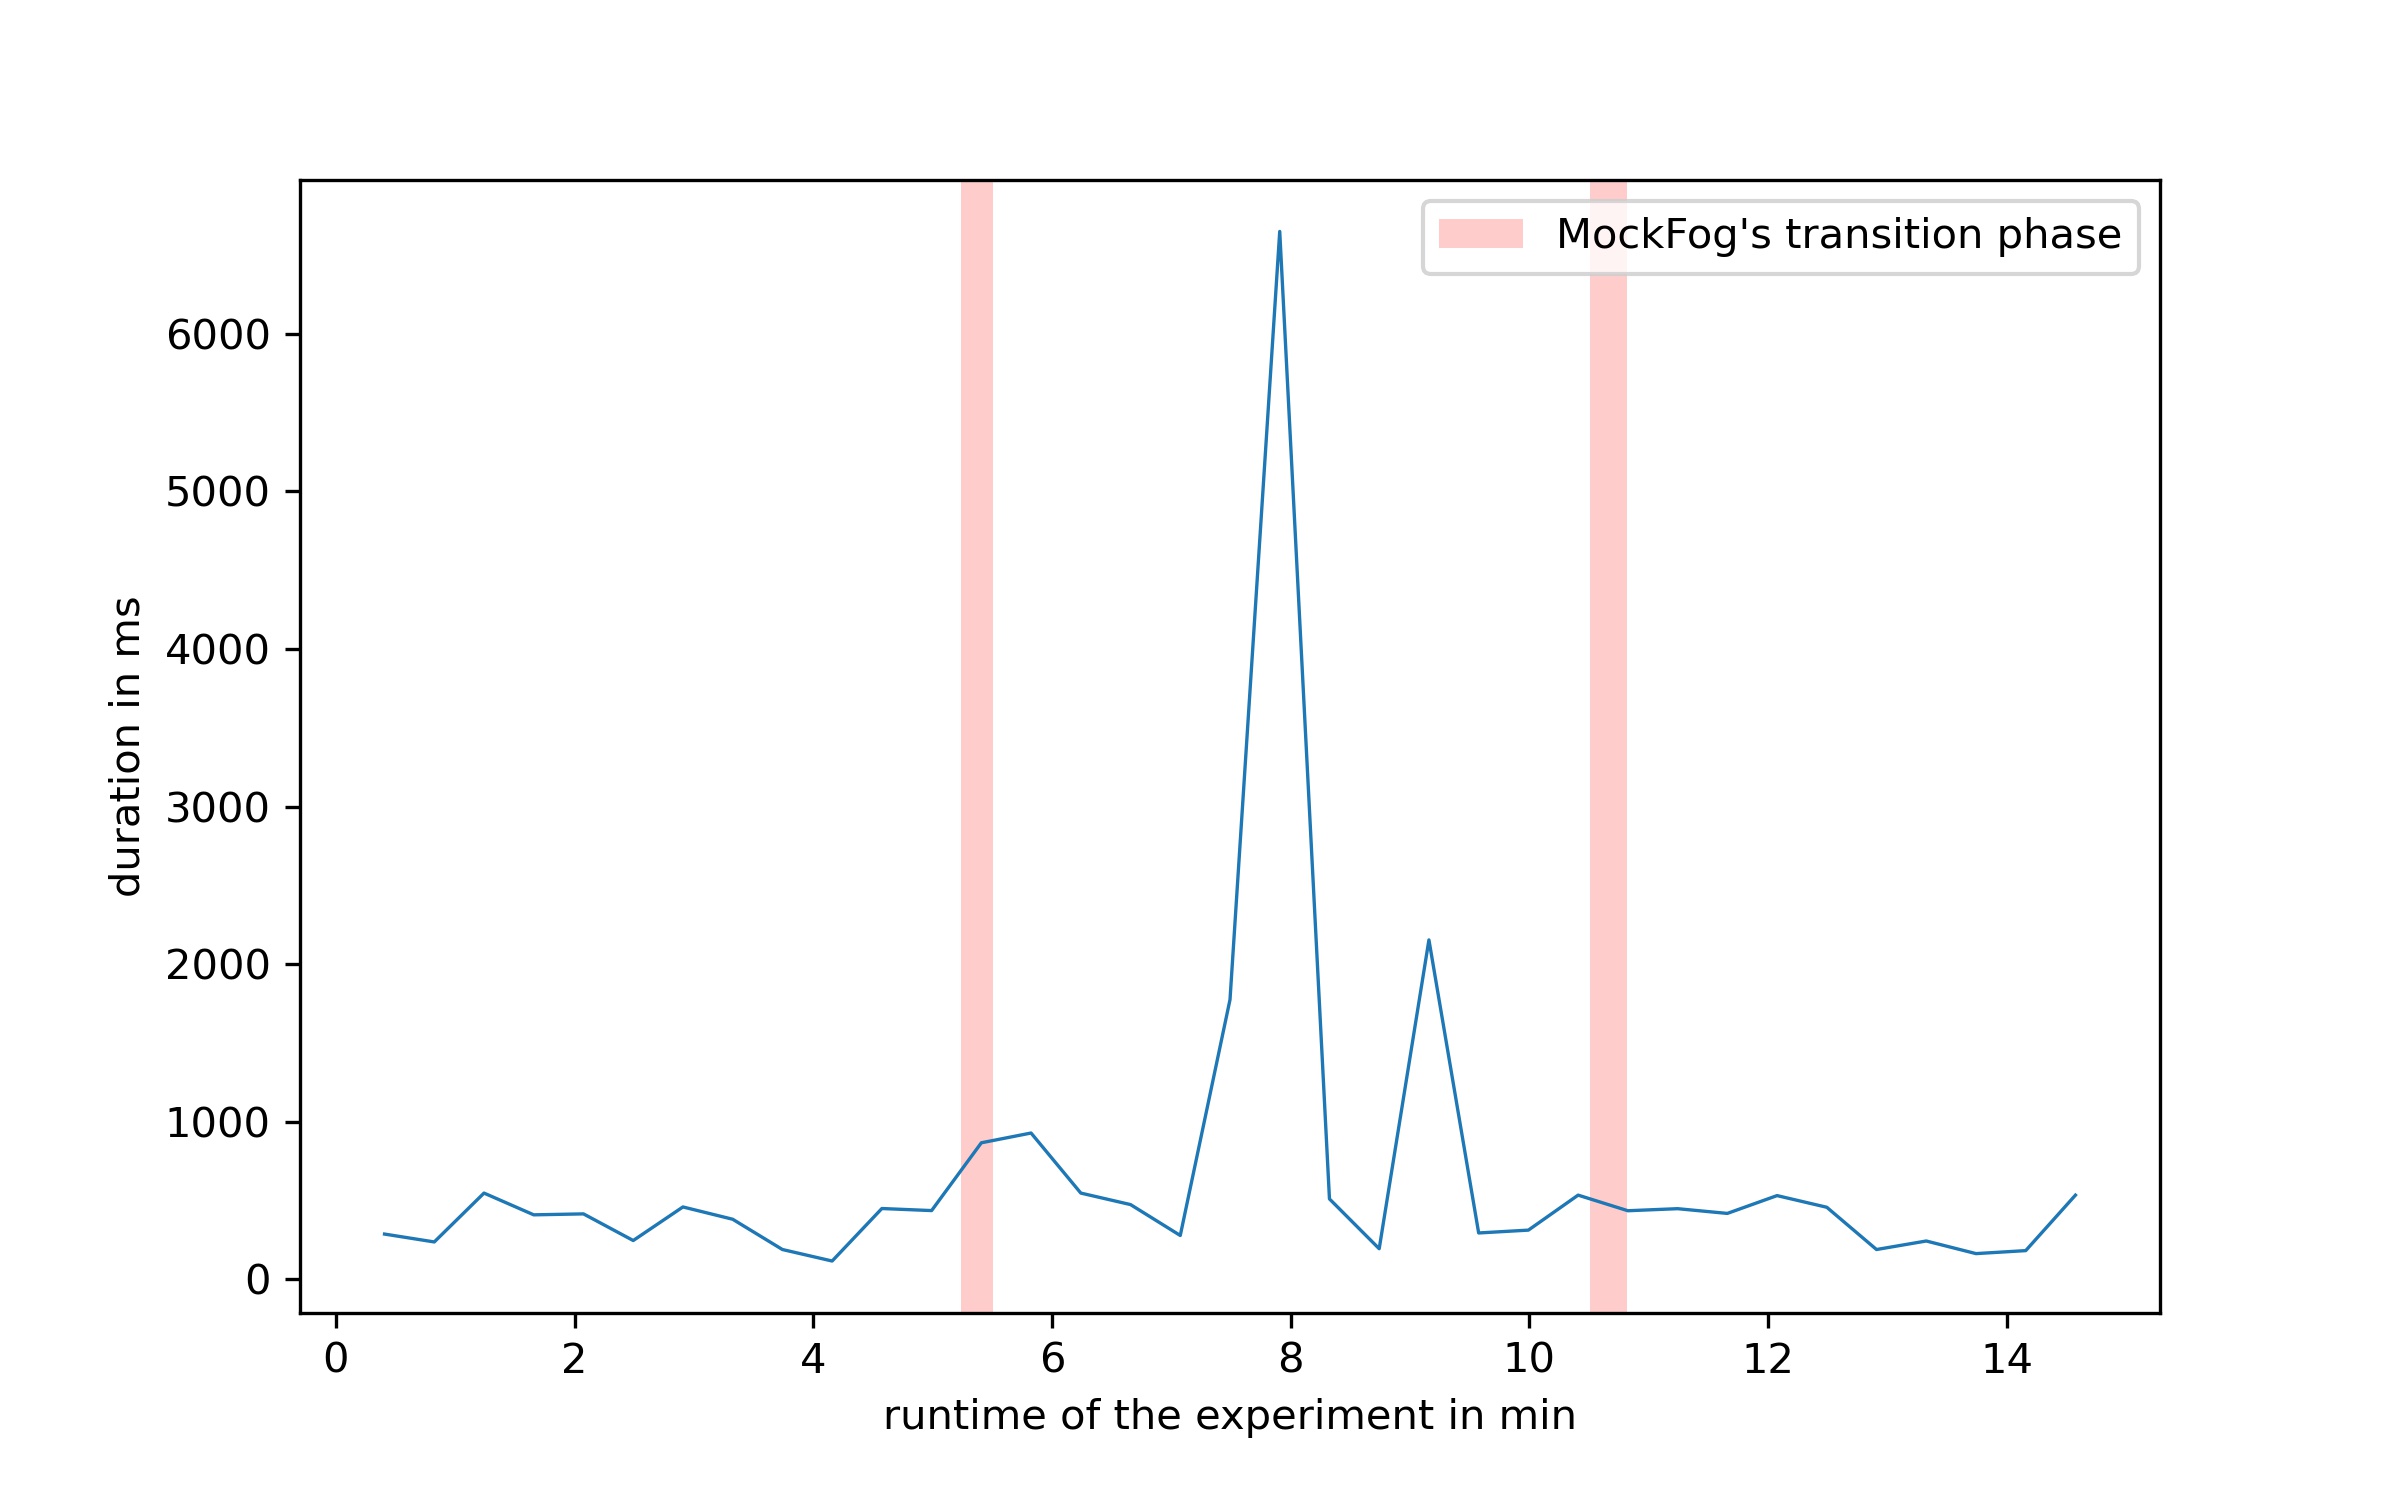 MockFog's transition phase
6000
5000
4000
3000
2000
1000
0
duration in ms
0 2 4 6 8 10 12 14
runtime of the experiment in min